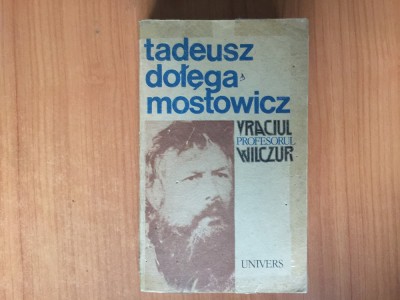 tadeusz
dołęga
mostowicz
VRACIUL
PROFESORUL
WILCZUR
UNIVERS